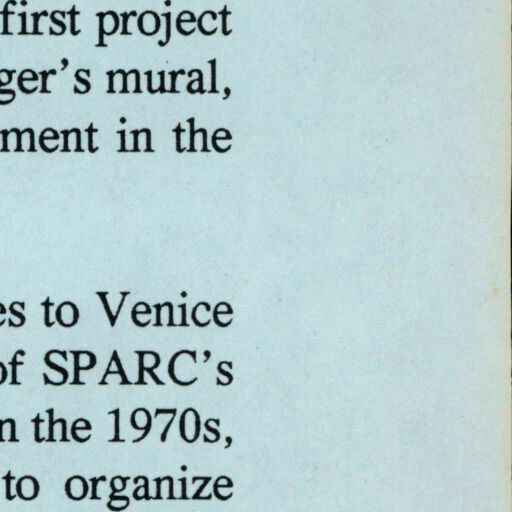 first project
ger’s mural,
ment in the
es to Venice
of SPARC’s
n the 1970s,
to organize